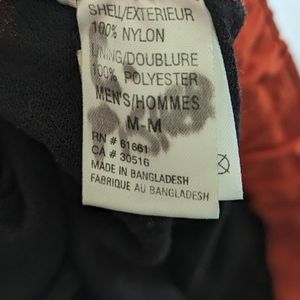 SHELL/EXTERIEUR
100% NYLON
LINING/DOUBLURE
100% POLYESTER
MEN'S/HOMMES
M-M
RN # 61661
CA # 30516
MADE IN BANGLADESH
FABRIQUE AU BANGLADESH